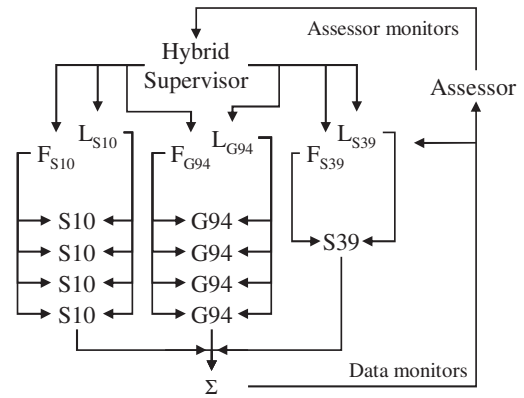 Assessor monitors
Hybrid
Supervisor
Assessor
F_S10
L_S10
F_G94
L_G94
F_S39
L_S39
S10
S10
S10
S10
G94
G94
G94
G94
S39
Σ
Data monitors